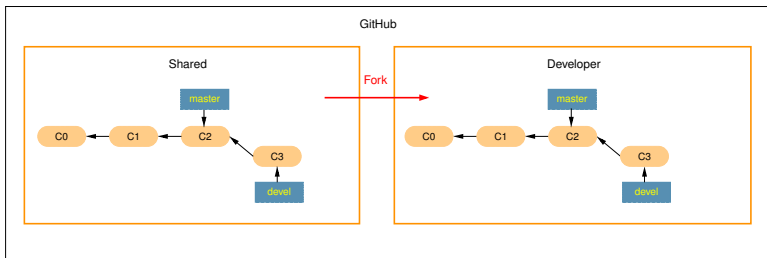 GitHub
Shared
Fork
Developer
master
master
C0
C1
C2
C0
C1
C2
C3
C3
devel
devel